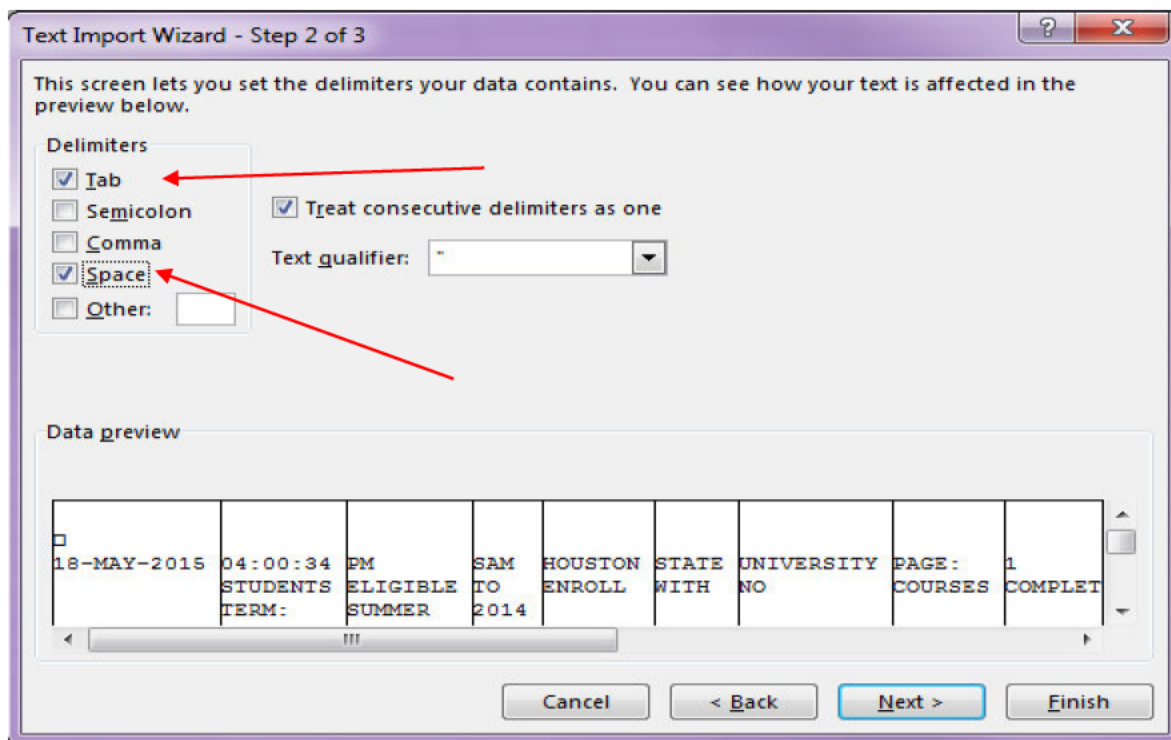 Text Import Wizard - Step 2 of 3
This screen lets you set the delimiters your data contains. You can see how your text is affected in the
preview below.
Delimiters
Tab
Semicolon
Treat consecutive delimiters as one
Comma
Text qualifier: "
Space
Other:
Data preview
18-MAY-2015 04:00:34 PM SAM HOUSTON STATE UNIVERSITY PAGE: 1
STUDENTS ELIGIBLE TO ENROLL WITH NO COURSES COMPLET
TERM: SUMMER 2014
Cancel
< Back
Next >
Finish